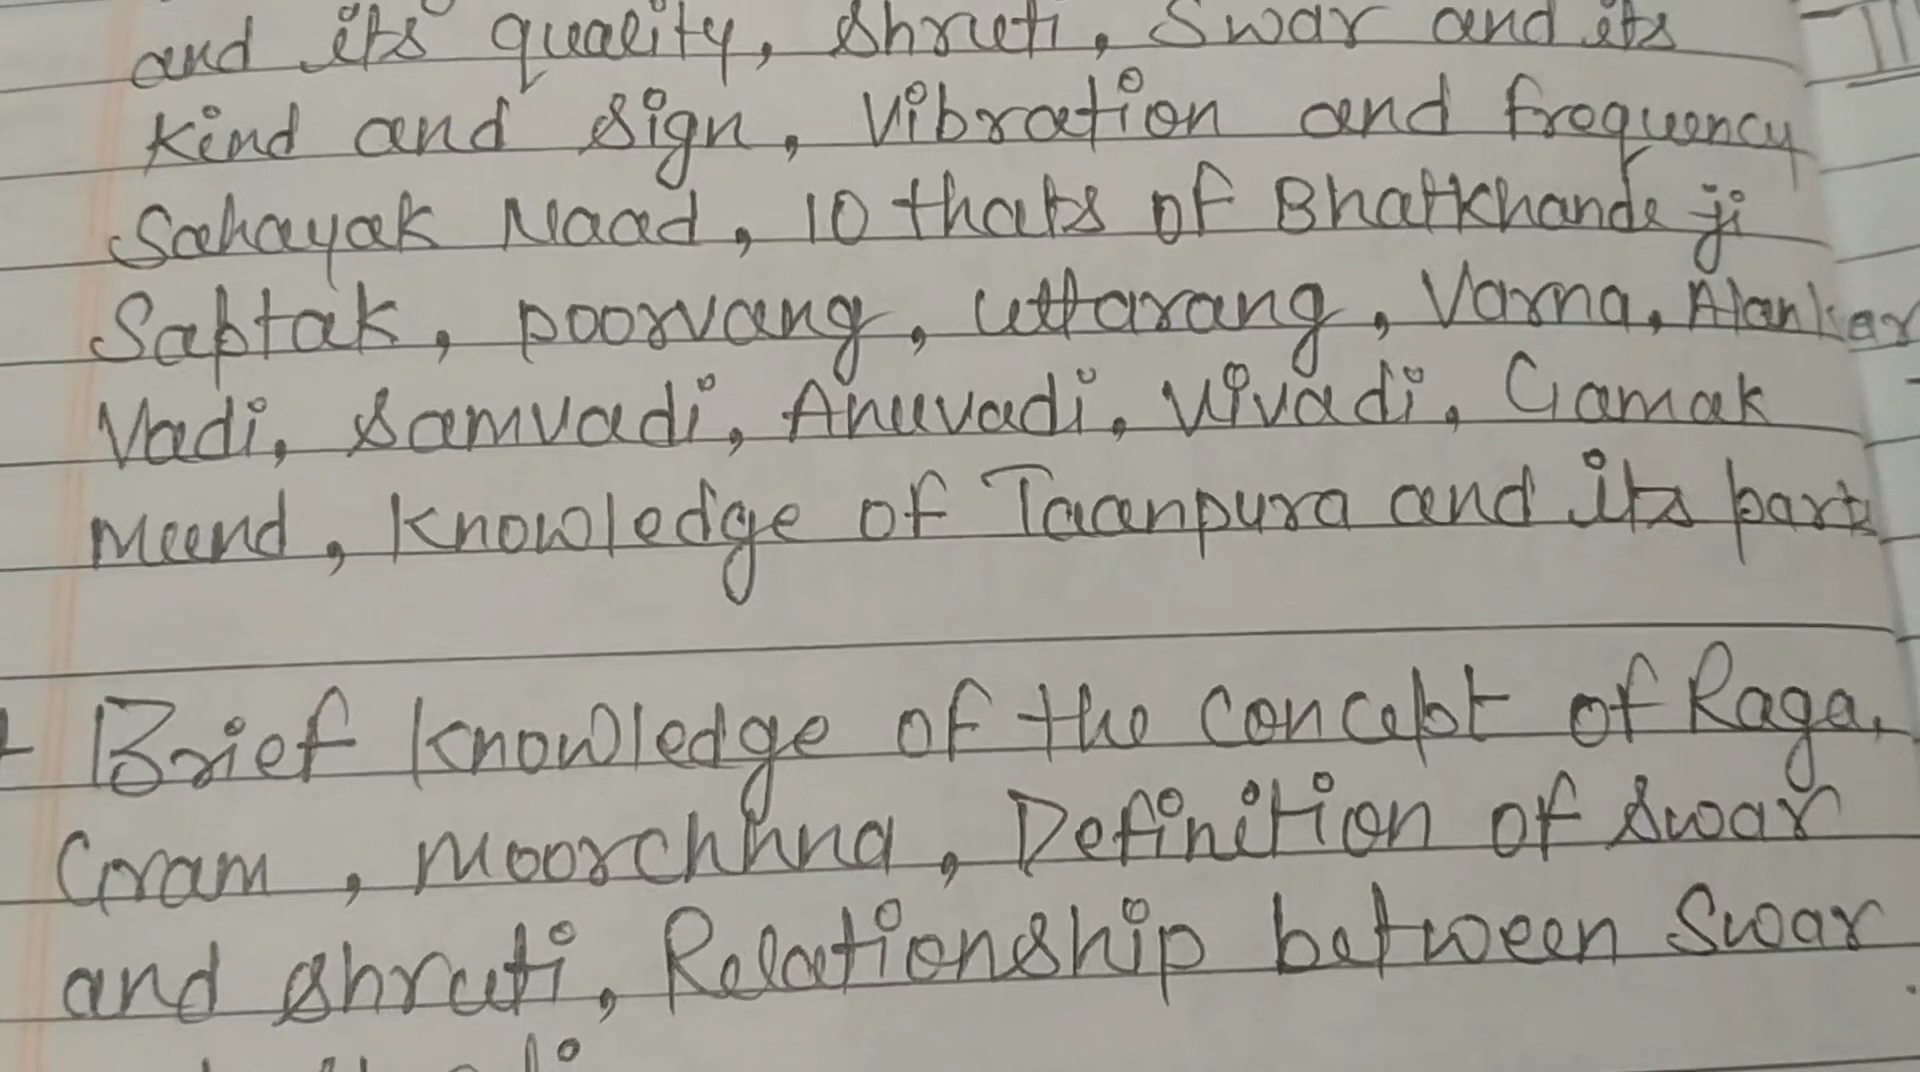 and its quality, Shruti, Swar and its
Kind and sign, Vibration and frequency
Sahayak Naad, 10 thats of Bhatkhande ji
Saptak, poorvang, uttarang, Varna, Alankar
Vadi, Samvadi, Anuvadi, Vivadi, Gamak
Meend, Knowledge of Taanpura and its parts
Brief Knowledge of the Concept of Raga,
Gram, Moorchhna, Definition of Swar
and Shruti, Relationship between Swar